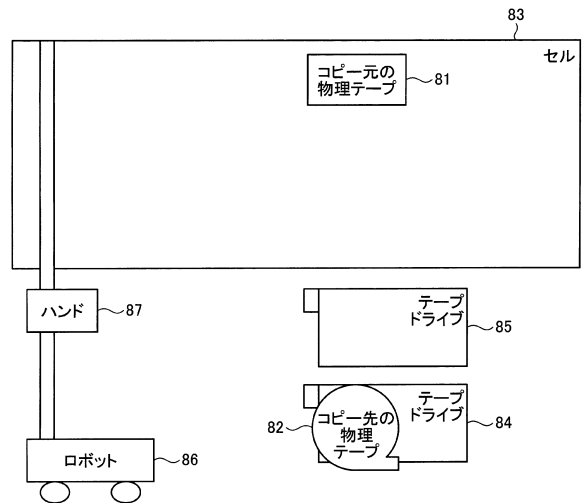 83
セル
コピー元の
物理テープ
81
ハンド
87
テープ
ドライブ
85
テープ
ドライブ
84
82
コピー先の
物理
テープ
ロボット
86